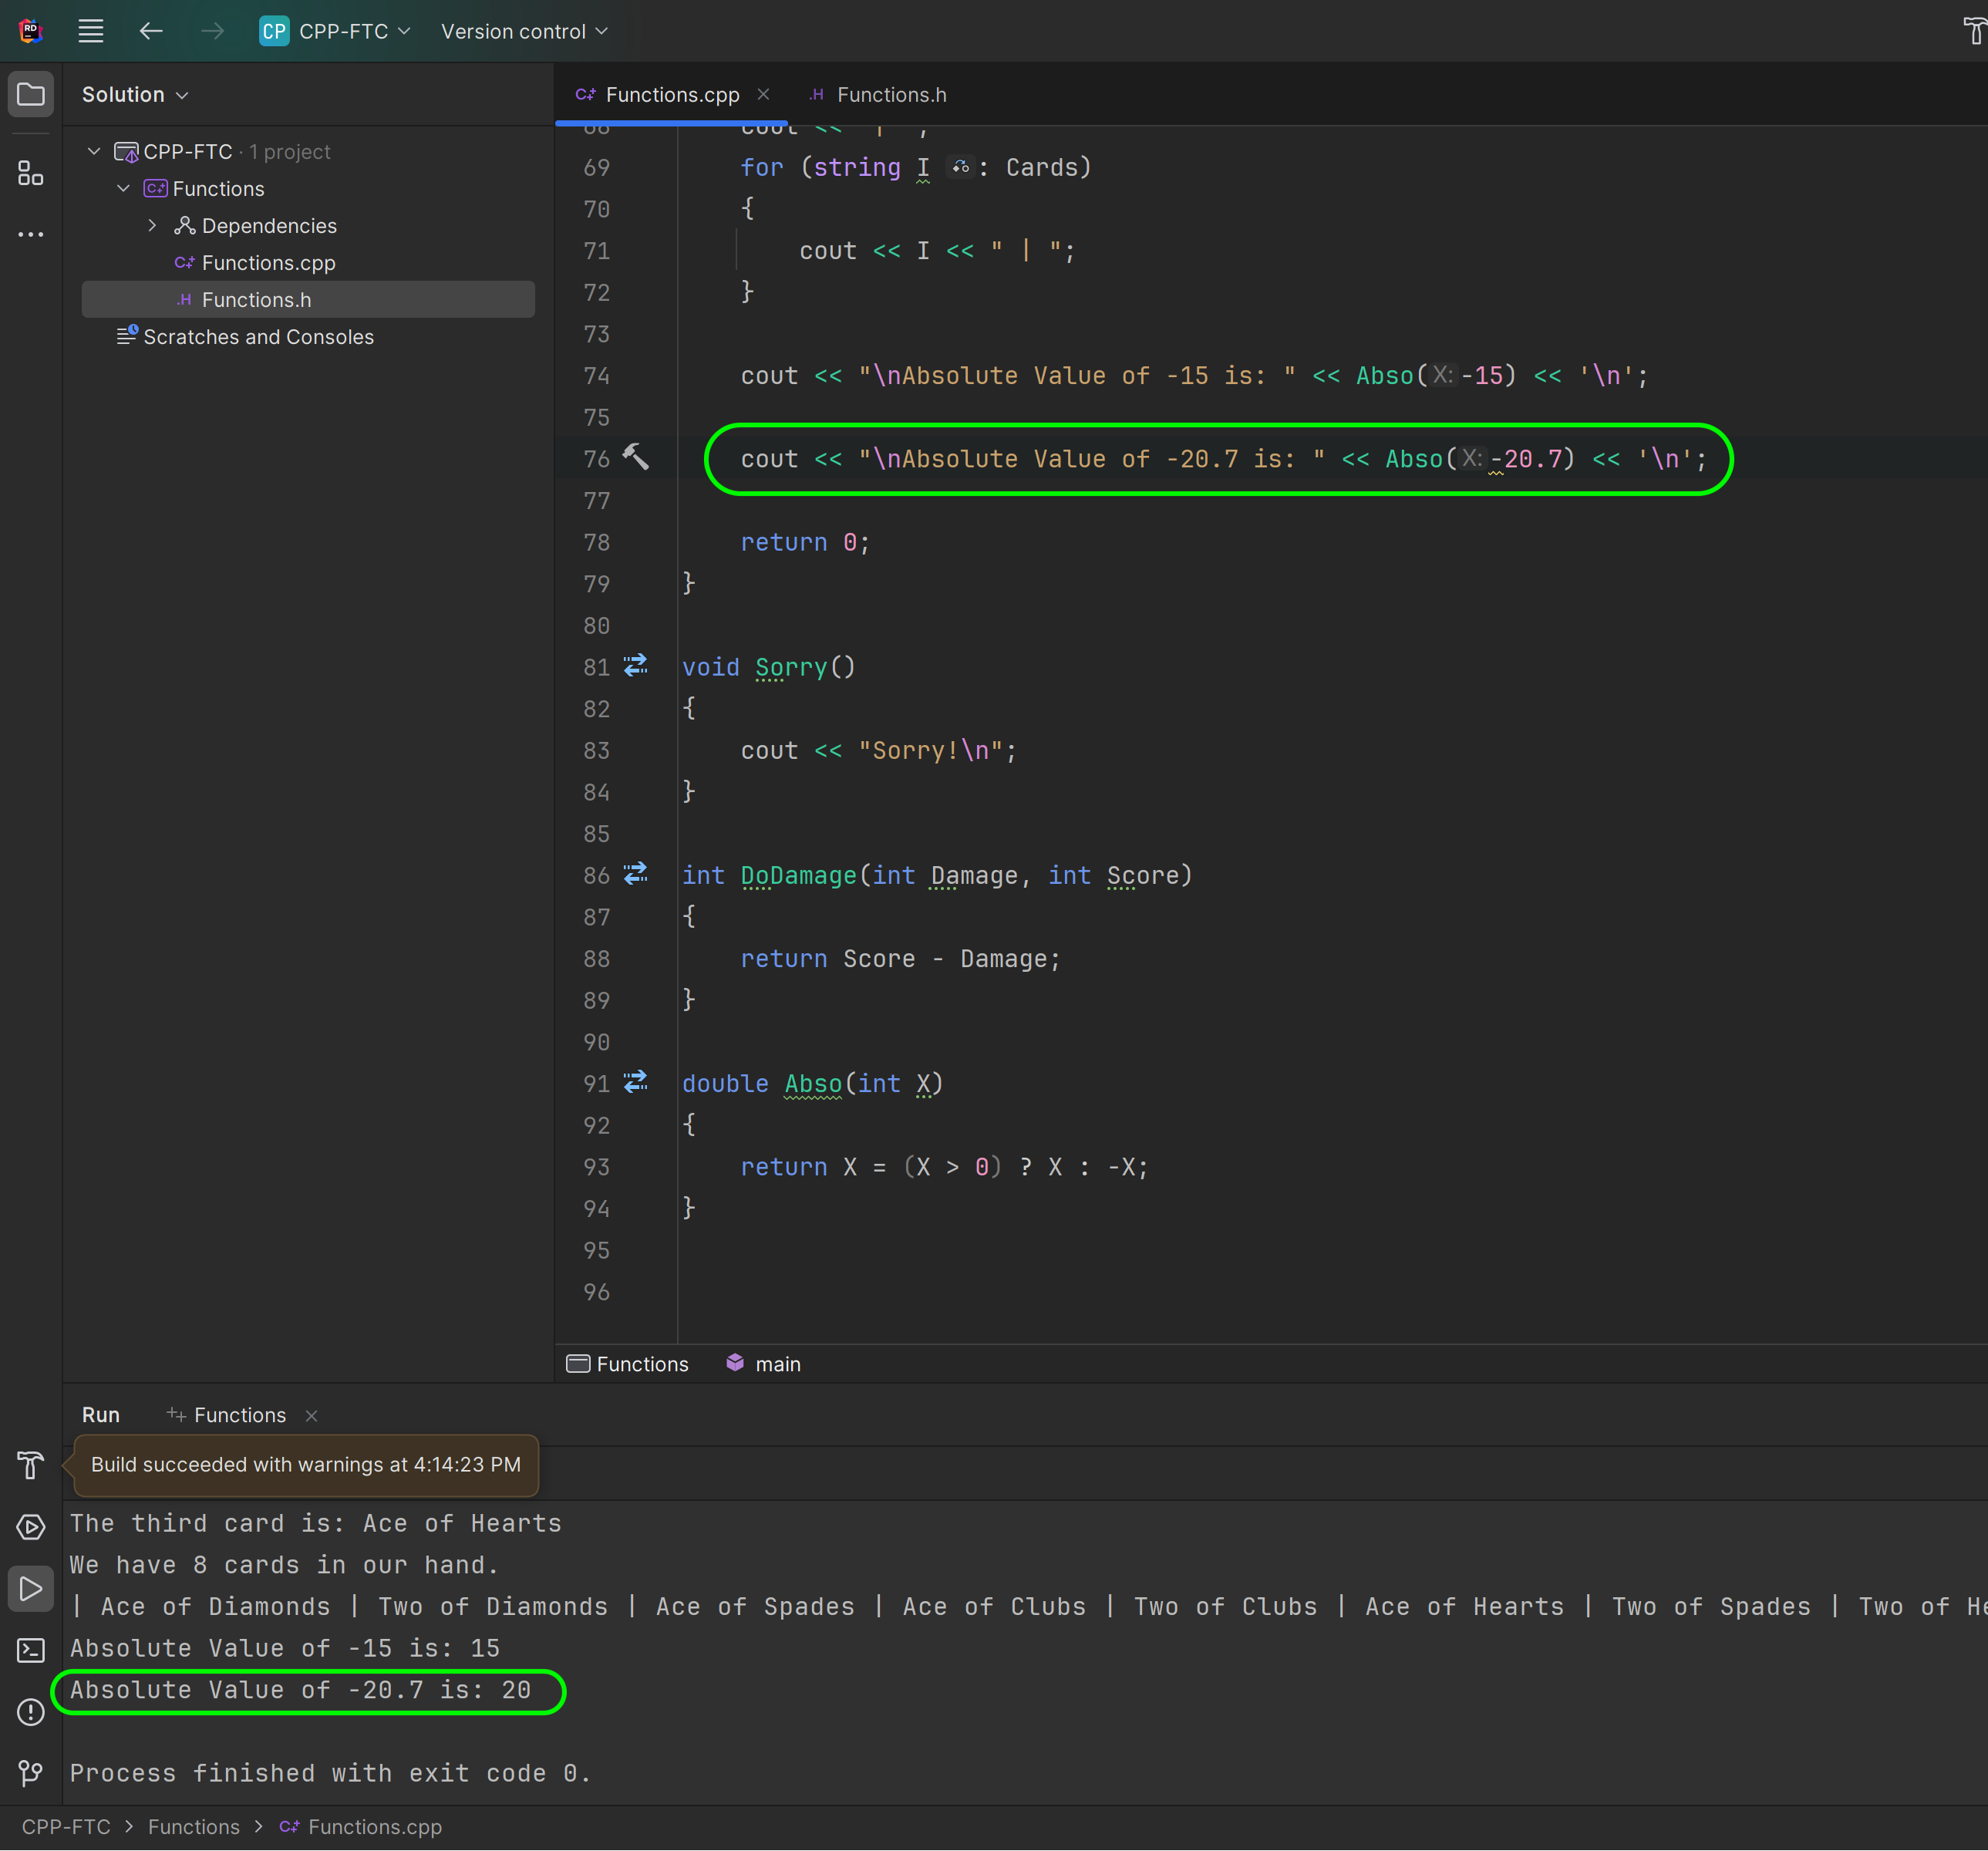 RD
CP CPP-FTC Version control
Solution
CPP-FTC · 1 project
Functions
Dependencies
C++ Functions.cpp
.H Functions.h
Scratches and Consoles
C++ Functions.cpp .H Functions.h
68 cout << " | ";
69 for (string I : Cards)
70 {
71 cout << I << " | ";
72 }
73
74 cout << "\nAbsolute Value of -15 is: " << Abso(X:-15) << '\n';
75
76 cout << "\nAbsolute Value of -20.7 is: " << Abso(X:-20.7) << '\n';
77
78 return 0;
79 }
80
81 void Sorry()
82 {
83 cout << "Sorry!\n";
84 }
85
86 int DoDamage(int Damage, int Score)
87 {
88 return Score - Damage;
89 }
90
91 double Abso(int X)
92 {
93 return X = (X > 0) ? X : -X;
94 }
95
96
Functions main
Run Functions
Build succeeded with warnings at 4:14:23 PM
The third card is: Ace of Hearts
We have 8 cards in our hand.
| Ace of Diamonds | Two of Diamonds | Ace of Spades | Ace of Clubs | Two of Clubs | Ace of Hearts | Two of Spades | Two of He
Absolute Value of -15 is: 15
Absolute Value of -20.7 is: 20
Process finished with exit code 0.
CPP-FTC > Functions > C++ Functions.cpp